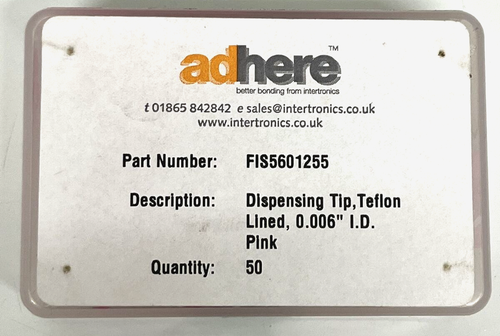 adhere™
better bonding from intertronics
t 01865 842842 e sales@intertronics.co.uk
www.intertronics.co.uk
Part Number: FIS5601255
Description: Dispensing Tip,Teflon
Lined, 0.006" I.D.
Pink
Quantity: 50